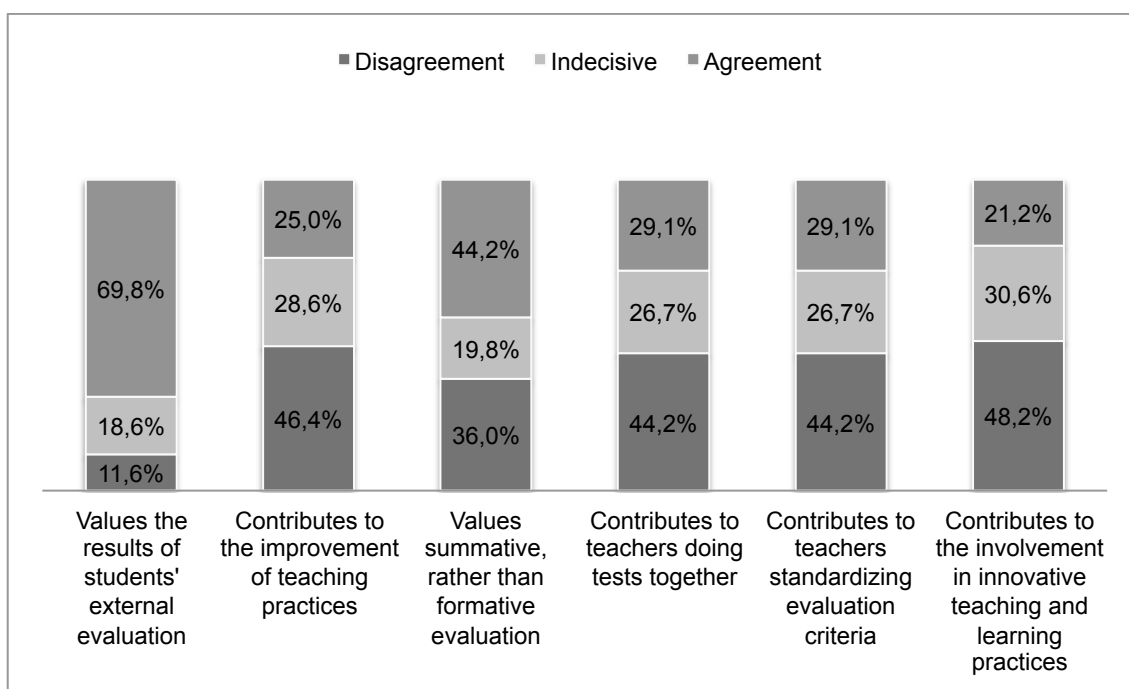 Disagreement Indecisive Agreement
69,8%
18,6%
11,6%
25,0%
28,6%
46,4%
44,2%
19,8%
36,0%
29,1%
26,7%
44,2%
29,1%
26,7%
44,2%
21,2%
30,6%
48,2%
Values the
results of
students'
external
evaluation
Contributes to
the improvement
of teaching
practices
Values
summative,
rather than
formative
evaluation
Contributes to
teachers doing
tests together
Contributes to
teachers
standardizing
evaluation
criteria
Contributes to
the involvement
in innovative
teaching and
learning
practices